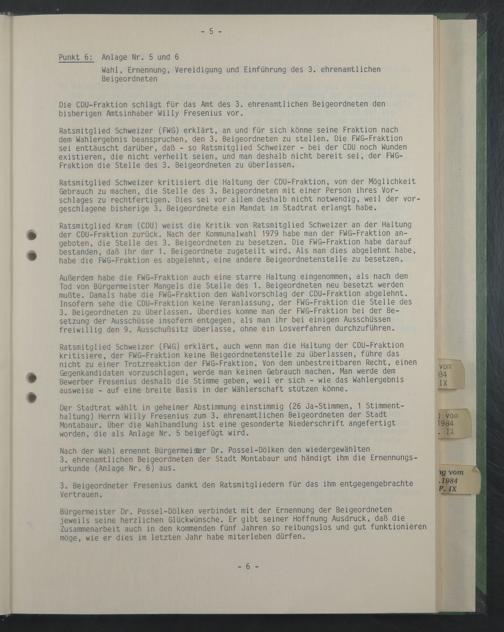 - 5 -
Punkt 6: Anlage Nr. 5 und 6
Wahl, Ernennung, Vereidigung und Einführung des 3. ehrenamtlichen
Beigeordneten
Die CDU-Fraktion schlägt für das Amt des 3. ehrenamtlichen Beigeordneten den
bisherigen Amtsinhaber Willy Fresenius vor.
Ratsmitglied Schweizer (FWG) erklärt, an und für sich könne seine Fraktion nach
dem Wahlergebnis beanspruchen, den 3. Beigeordneten zu stellen. Die FWG-Fraktion
sei enttäuscht darüber, daß - so Ratsmitglied Schweizer - bei der CDU noch Wunden
existieren, die nicht verheilt seien, und man deshalb nicht bereit sei, der FWG-
Fraktion die Stelle des 3. Beigeordneten zu überlassen.
Ratsmitglied Schweizer kritisiert die Haltung der CDU-Fraktion, von der Möglichkeit
Gebrauch zu machen, die Stelle des 3. Beigeordneten mit einer Person ihres Vor-
schlages zu rechtfertigen. Dies sei vor allem deshalb nicht notwendig, weil der vor-
geschlagene bisherige 3. Beigeordnete ein Mandat im Stadtrat erlangt habe.
Ratsmitglied Kram (CDU) weist die Kritik von Ratsmitglied Schweizer an der Haltung
der CDU-Fraktion zurück. Nach der Kommunalwahl 1979 habe man der FWG-Fraktion an-
geboten, die Stelle des 3. Beigeordneten zu besetzen. Die FWG-Fraktion habe darauf
bestanden, daß ihr der 1. Beigeordnete zugeteilt wird. Als man dies abgelehnt habe,
habe die FWG-Fraktion es abgelehnt, eine andere Beigeordnetenstelle zu besetzen.
Außerdem habe die FWG-Fraktion auch eine starre Haltung eingenommen, als nach dem
Tod von Bürgermeister Mangels die Stelle des 1. Beigeordneten neu besetzt werden
mußte. Damals habe die FWG-Fraktion den Wahlvorschlag der CDU-Fraktion abgelehnt.
Insofern sehe die CDU-Fraktion keine Veranlassung, der FWG-Fraktion die Stelle des
3. Beigeordneten zu überlassen. Überdies komme man der FWG-Fraktion bei der Be-
setzung der Ausschüsse insofern entgegen, als man ihr bei einigen Ausschüssen
freiwillig den 9. Ausschußsitz überlasse, ohne ein Losverfahren durchzuführen.
Ratsmitglied Schweizer (FWG) erklärt, auch wenn man die Haltung der CDU-Fraktion
kritisiere, der FWG-Fraktion keine Beigeordnetenstelle zu überlassen, führe das
nicht zu einer Trotzreaktion der FWG-Fraktion. Von dem unbestreitbaren Recht, einen
Gegenkandidaten vorzuschlagen, werde man keinen Gebrauch machen. Man werde dem
Bewerber Fresenius deshalb die Stimme geben, weil er sich - wie das Wahlergebnis
ausweise - auf eine breite Basis in der Wählerschaft stützen könne.
Der Stadtrat wählt in geheimer Abstimmung einstimmig (26 Ja-Stimmen, 1 Stimment-
haltung) Herrn Willy Fresenius zum 3. ehrenamtlichen Beigeordneten der Stadt
Montabaur. Über die Wahlhandlung ist eine gesonderte Niederschrift angefertigt
worden, die als Anlage Nr. 5 beigefügt wird.
Nach der Wahl ernennt Bürgermeister Dr. Possel-Dölken den wiedergewählten
3. ehrenamtlichen Beigeordneten der Stadt Montabaur und händigt ihm die Ernennungs-
urkunde (Anlage Nr. 6) aus.
3. Beigeordneter Fresenius dankt den Ratsmitgliedern für das ihm entgegengebrachte
Vertrauen.
Bürgermeister Dr. Possel-Dölken verbindet mit der Ernennung der Beigeordneten
jeweils seine herzlichen Glückwünsche. Er gibt seiner Hoffnung Ausdruck, daß die
Zusammenarbeit auch in den kommenden fünf Jahren so reibungslos und gut funktionieren
möge, wie er dies im letzten Jahr habe miterleben dürfen.
- 6 -
vom
84
IX
vom
1984
. IX
ng vom
.1984
P. IX